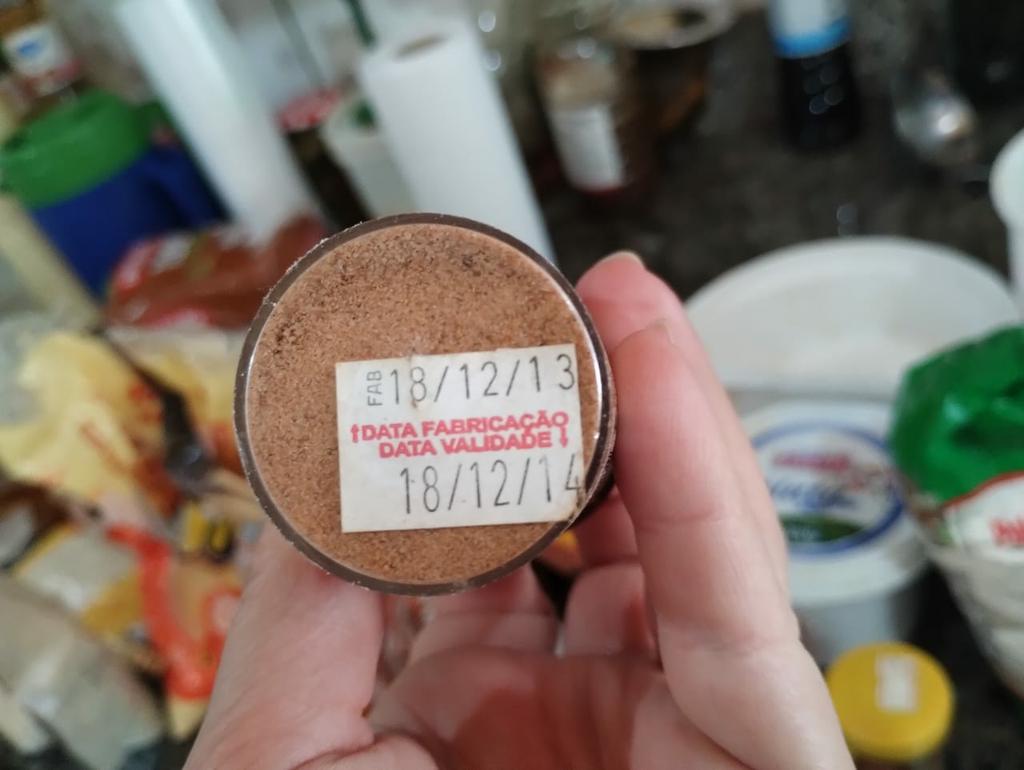 FAB 18/12/13
↑DATA FABRICAÇÃO
DATA VALIDADE↓
18/12/14